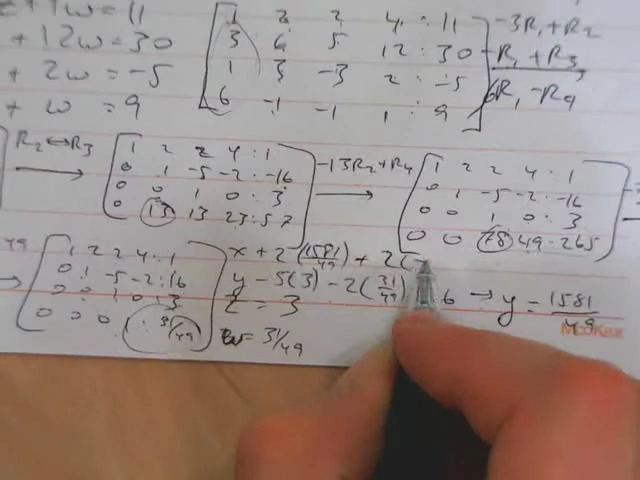 z + 4w = 11
+ 12w = 30
+ 2w = -5
+ w = 9
1 2 2 4 : 11
3 6 5 12 : 30
1 3 -3 2 : -5
6 -1 -1 1 : 9
-3R1 + R2
-R1 + R3
6R1 - R4
R2 ↔ R3
1 2 2 4 : 1
0 1 -5 -2 : -16
0 0 1 0 : 3
0 13 13 23 : 57
-13R2 + R4
1 2 2 4 : 1
0 1 -5 -2 : -16
0 0 1 0 : 3
0 0 78 49 : 265
49
1 2 2 4 : 1
0 1 -5 -2 : 16
0 0 1 0 : 3
0 0 0 : 31/49
x + 2(1581/49) + 2(
y - 5(3) - 2(31/49) 6 → y = 1581/49
z = 3
w = 31/49